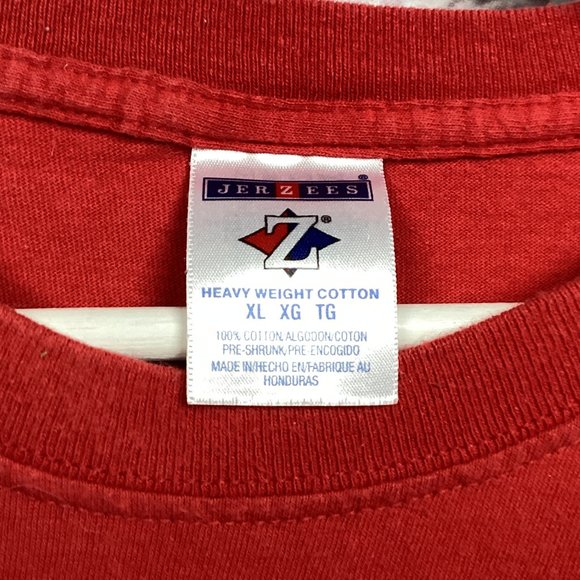 JERZEES®
Z®
HEAVY WEIGHT COTTON
XL XG TG
100% COTTON/ALGODON/COTON
PRE-SHRUNK/PRE-ENCOGIDO
MADE IN/HECHO EN/FABRIQUE AU
HONDURAS